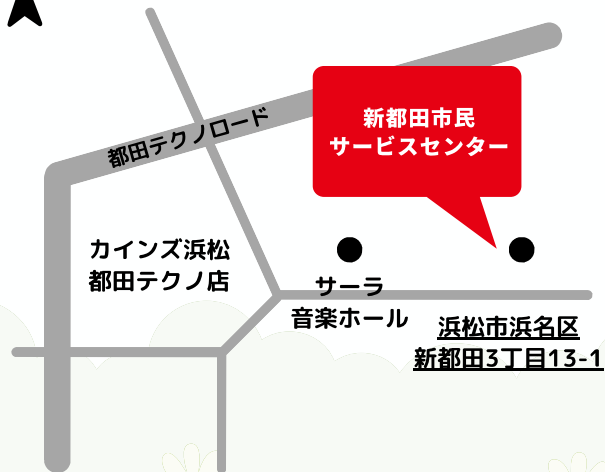 新都田市民
サービスセンター
都田テクノロード
カインズ浜松
都田テクノ店
サーラ
音楽ホール
浜松市浜名区
新都田3丁目13-1